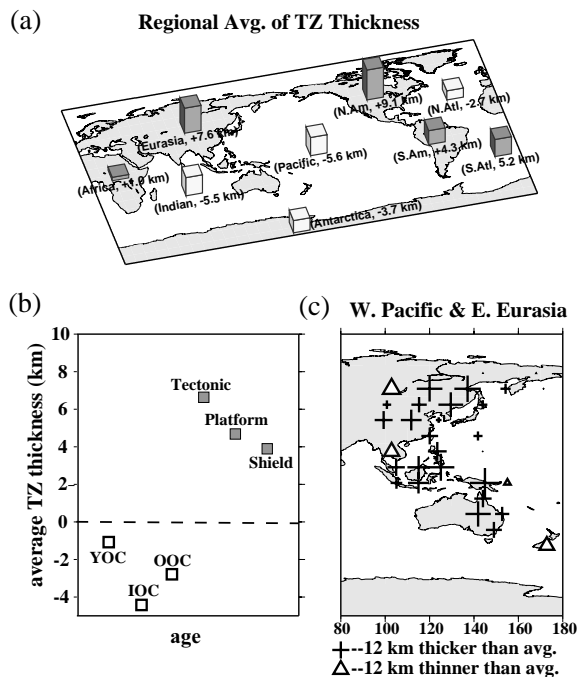 (a)
Regional Avg. of TZ Thickness
(N.Am, +9.1 km)
(N.Atl, -2.7 km)
(Eurasia, +7.6 km)
(Pacific, -5.6 km)
(S.Am, +4.3 km)
(S.Atl, 5.2 km)
(Africa, +1.0 km)
(Indian, -5.5 km)
(Antarctica, -3.7 km)
(b)
average TZ thickness (km)
10
8
6
4
2
0
-2
-4
Tectonic
Platform
Shield
YOC
OOC
IOC
age
(c)
W. Pacific & E. Eurasia
80 100 120 140 160 180
--12 km thicker than avg.
--12 km thinner than avg.